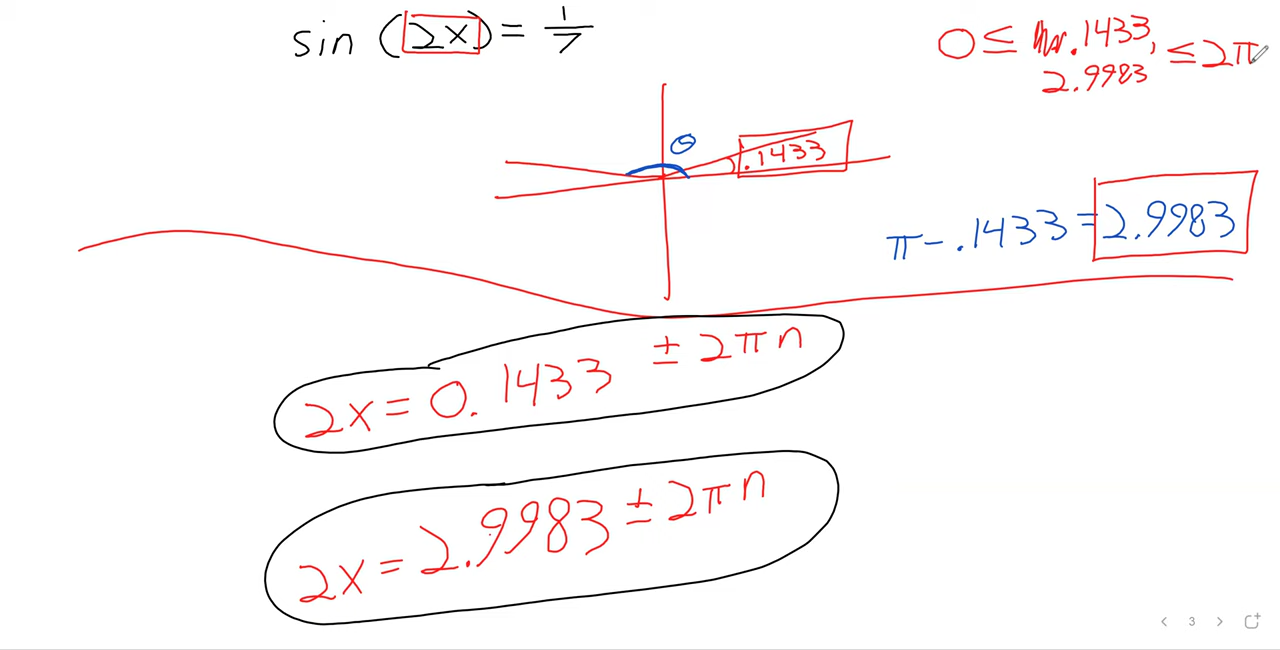 sin (2x) = 1/7
0 ≤ .1433, ≤ 2π
2.9983
θ
.1433
π - .1433 = 2.9983
2x = 0.1433 ± 2πn
2x = 2.9983 ± 2πn
3